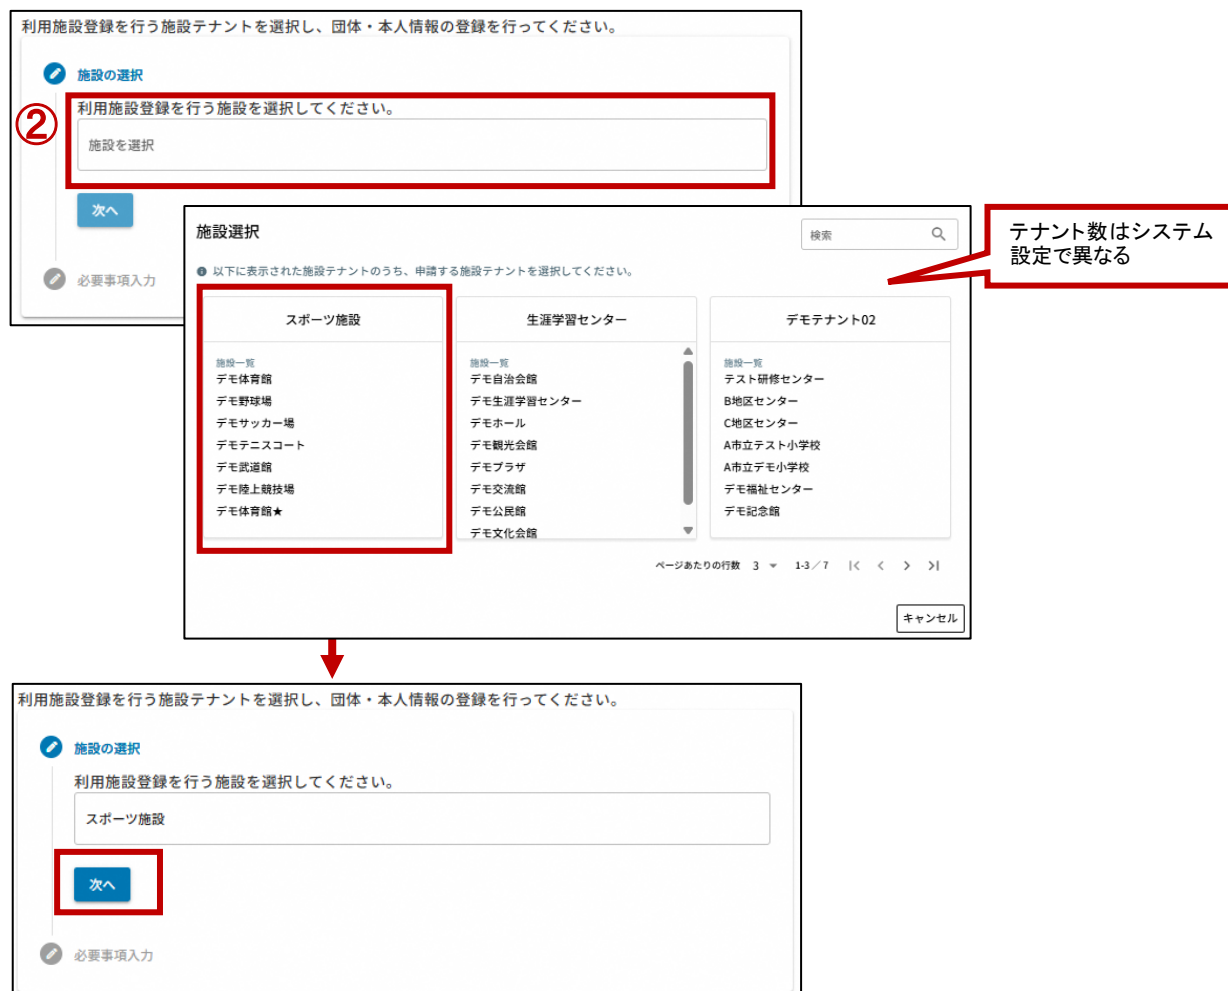 利用施設登録を行う施設テナントを選択し、団体・本人情報の登録を行ってください。
施設の選択
②
利用施設登録を行う施設を選択してください。
施設を選択
次へ
必要事項入力
施設選択
検索
以下に表示された施設テナントのうち、申請する施設テナントを選択してください。
テナント数はシステム
設定で異なる
スポーツ施設
施設一覧
デモ体育館
デモ野球場
デモサッカー場
デモテニスコート
デモ武道館
デモ陸上競技場
デモ体育館★
生涯学習センター
施設一覧
デモ自治会館
デモ生涯学習センター
デモホール
デモ観光会館
デモプラザ
デモ交流館
デモ公民館
デモ文化会館
デモテナント02
施設一覧
テスト研修センター
B地区センター
C地区センター
A市立テスト小学校
A市立デモ小学校
デモ福祉センター
デモ記念館
ページあたりの行数 3 1-3／7
キャンセル
利用施設登録を行う施設テナントを選択し、団体・本人情報の登録を行ってください。
施設の選択
利用施設登録を行う施設を選択してください。
スポーツ施設
次へ
必要事項入力